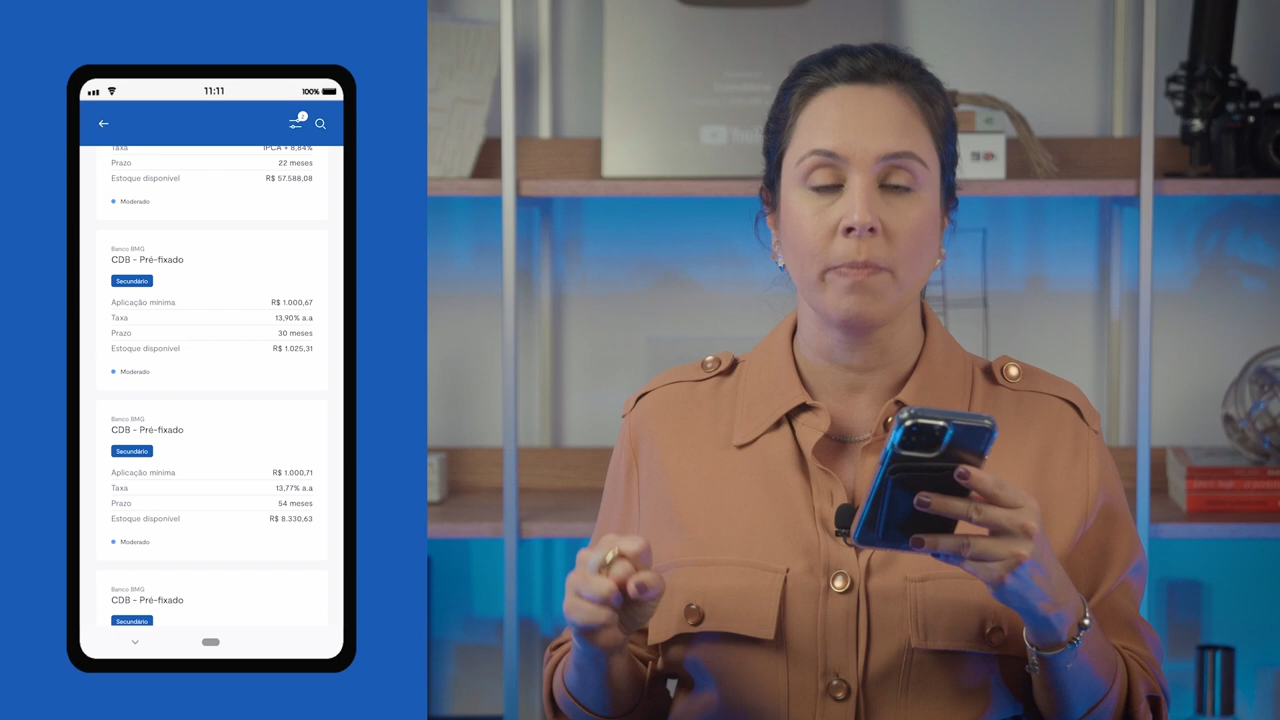 11:11
100%
2
Taxa IPCA + 8,64%
Prazo 22 meses
Estoque disponível R$ 57.588,08
Moderado
Banco BMG
CDB - Pré-fixado
Secundário
Aplicação mínima R$ 1.000,67
Taxa 13,90% a.a
Prazo 30 meses
Estoque disponível R$ 1.025,31
Moderado
Banco BMG
CDB - Pré-fixado
Secundário
Aplicação mínima R$ 1.000,71
Taxa 13,77% a.a
Prazo 54 meses
Estoque disponível R$ 8.330,63
Moderado
Banco BMG
CDB - Pré-fixado
Secundário